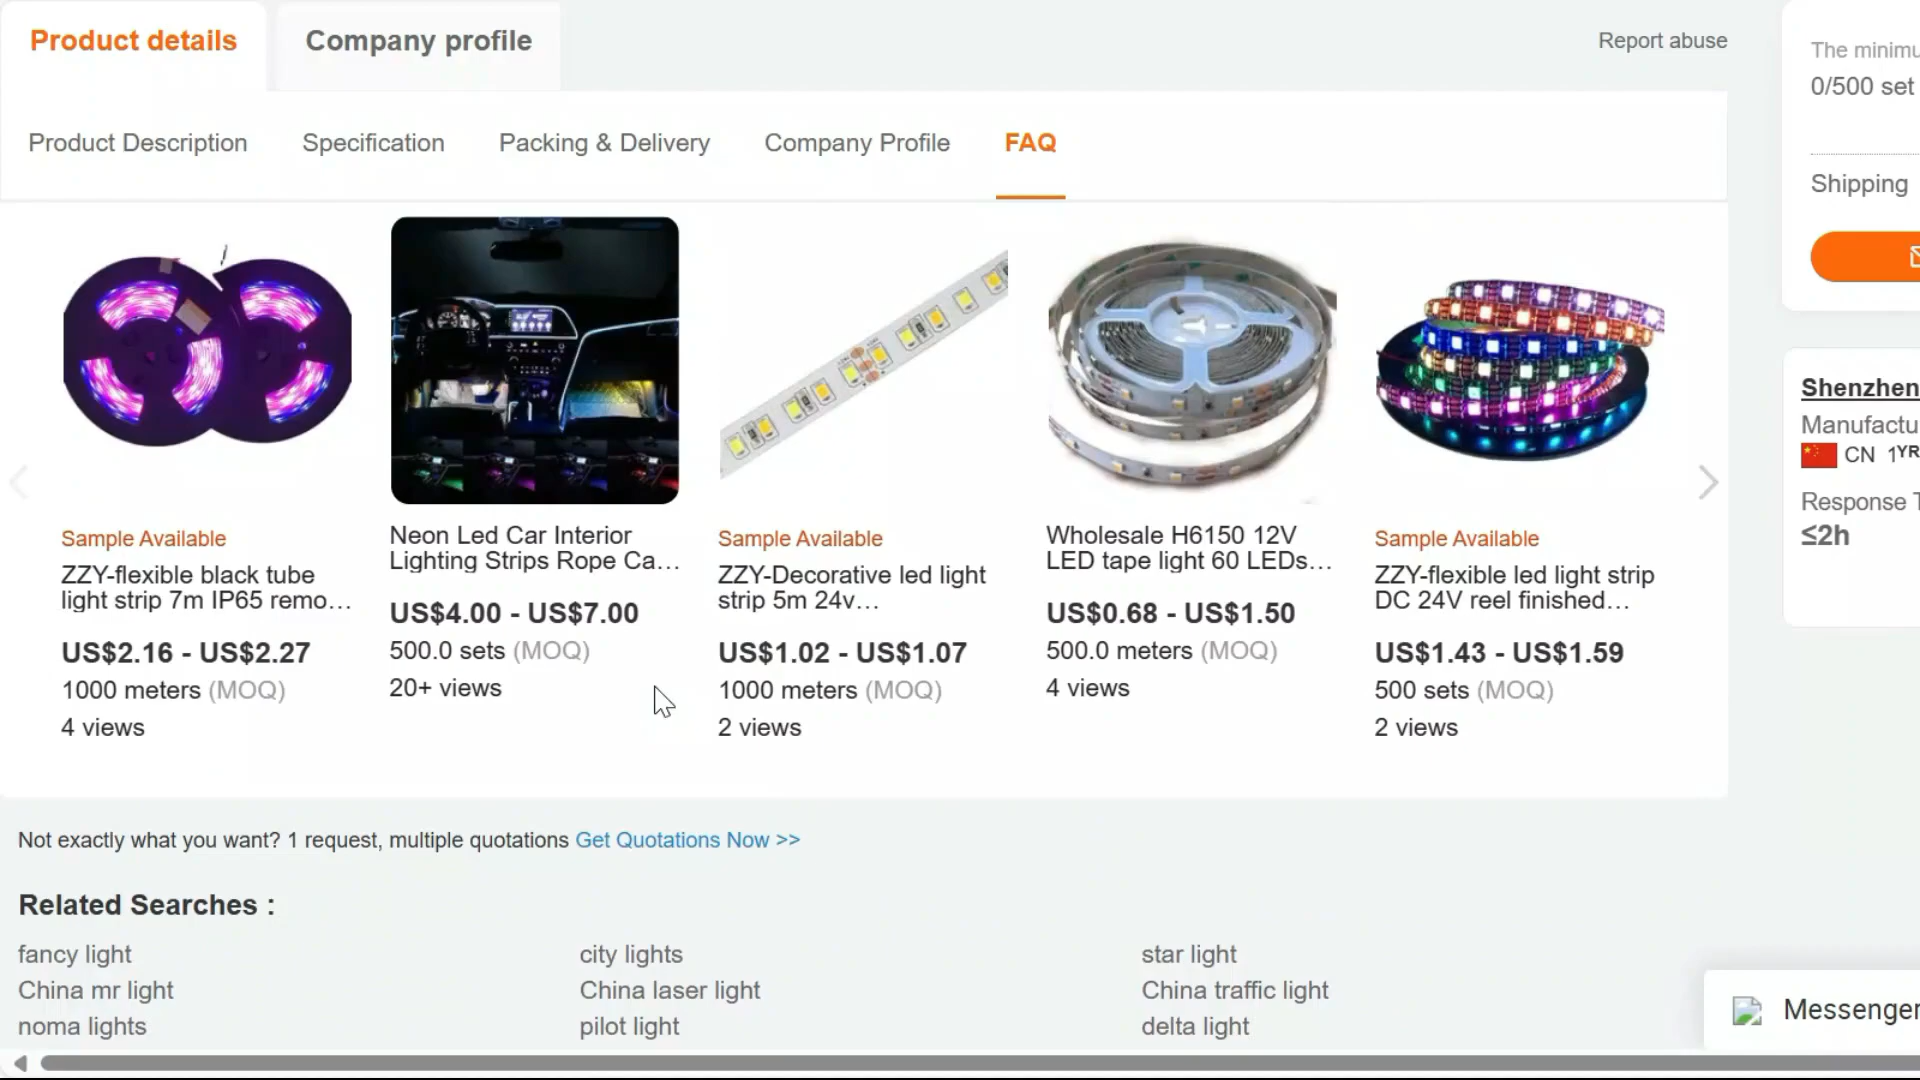 Product details
Company profile
Report abuse
The minimu
0/500 set
Product Description
Specification
Packing & Delivery
Company Profile
FAQ
Shipping
Shenzhen
Manufactu
CN 1YR
Response T
≤2h
Sample Available
ZZY-flexible black tube
light strip 7m IP65 remo…
US$2.16 - US$2.27
1000 meters (MOQ)
4 views
Neon Led Car Interior
Lighting Strips Rope Ca…
US$4.00 - US$7.00
500.0 sets (MOQ)
20+ views
Sample Available
ZZY-Decorative led light
strip 5m 24v…
US$1.02 - US$1.07
1000 meters (MOQ)
2 views
Wholesale H6150 12V
LED tape light 60 LEDs…
US$0.68 - US$1.50
500.0 meters (MOQ)
4 views
Sample Available
ZZY-flexible led light strip
DC 24V reel finished…
US$1.43 - US$1.59
500 sets (MOQ)
2 views
Not exactly what you want? 1 request, multiple quotations Get Quotations Now >>
Related Searches :
fancy light
city lights
star light
China mr light
China laser light
China traffic light
noma lights
pilot light
delta light
Messenger